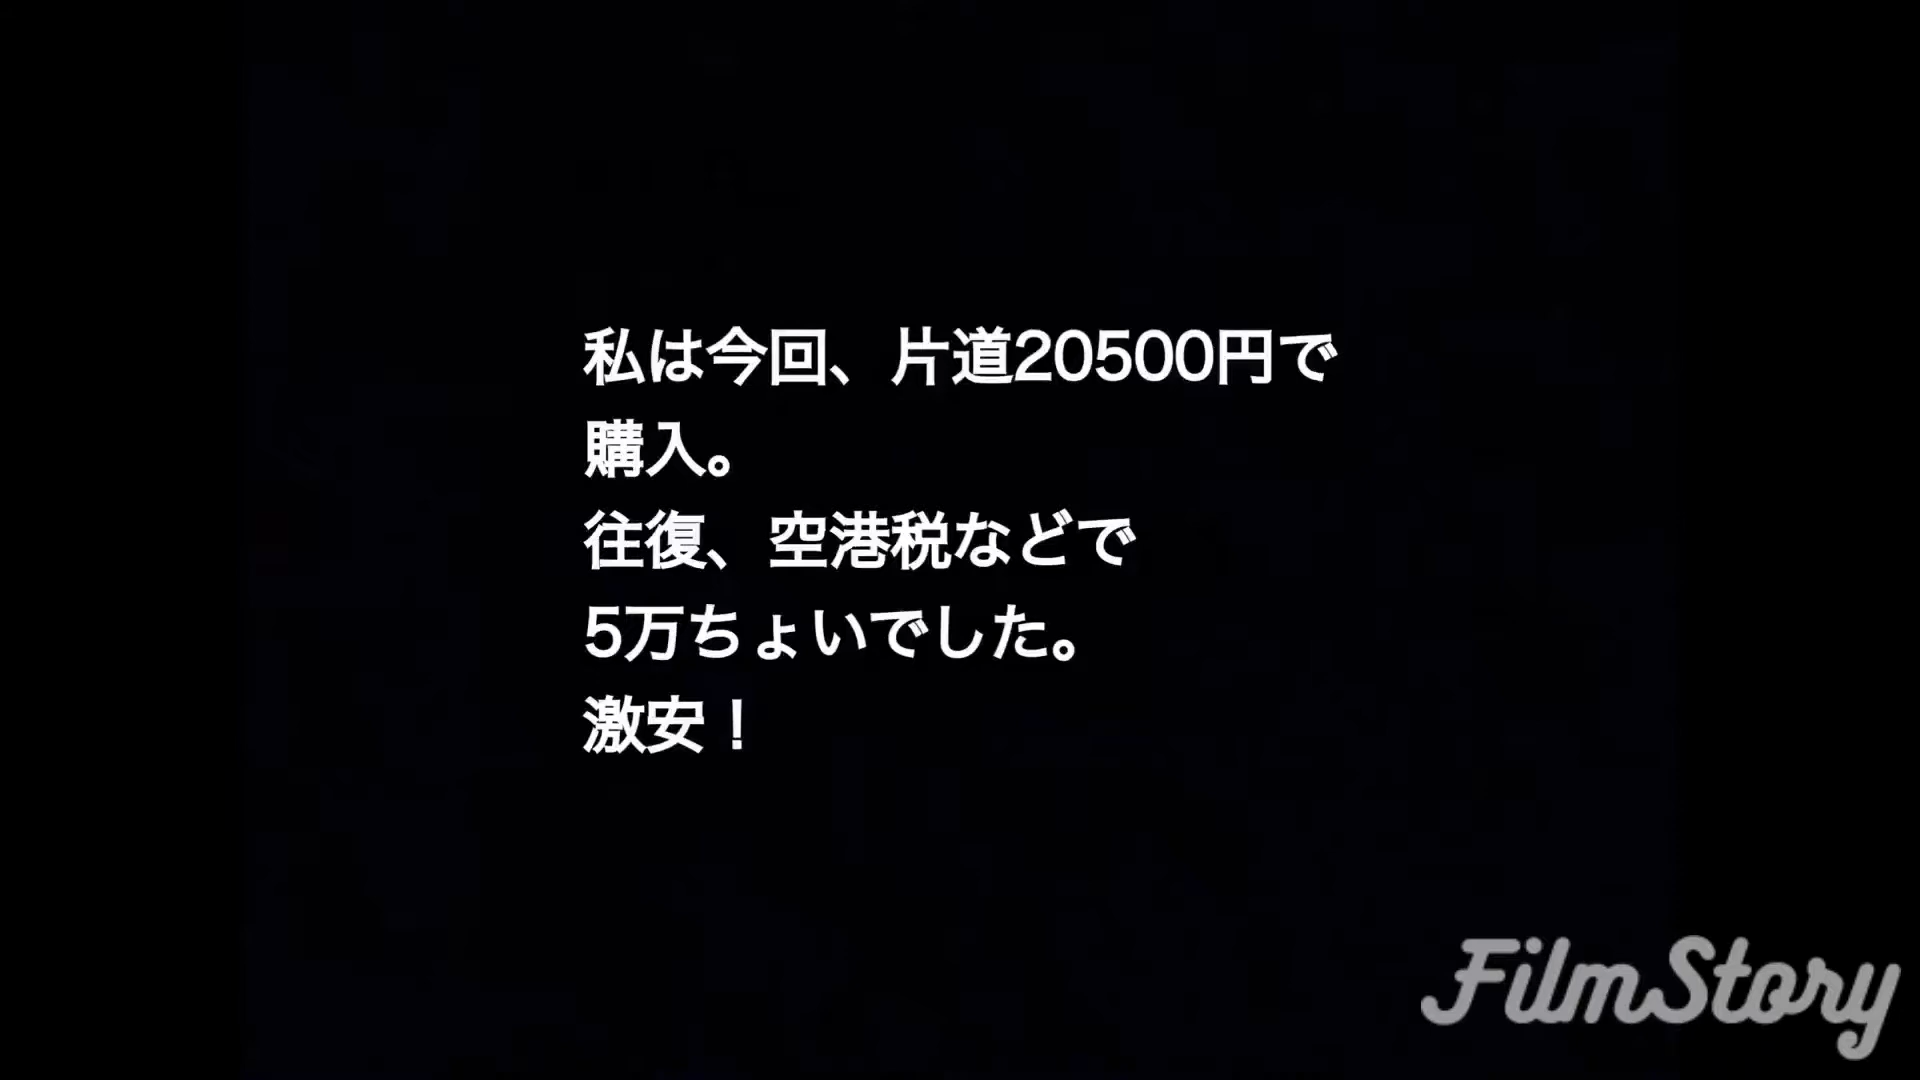 私は今回、片道20500円で
購入。
往復、空港税などで
5万ちょいでした。
激安！
FilmStory